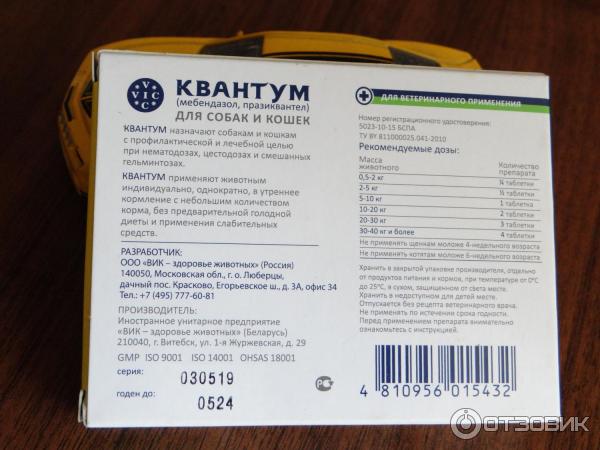 VIC
КВАНТУМ
(мебендазол, празиквантел)
ДЛЯ СОБАК И КОШЕК
КВАНТУМ назначают собакам и кошкам
с профилактической и лечебной целью
при нематодозах, цестодозах и смешанных
гельминтозах.
КВАНТУМ применяют животным
индивидуально, однократно, в утреннее
кормление с небольшим количеством
корма, без предварительной голодной
диеты и применения слабительных
средств.
РАЗРАБОТЧИК:
ООО «ВИК – здоровье животных» (Россия)
140050, Московская обл., г. о. Люберцы,
дачный пос. Красково, Егорьевское ш., д. 3А, офис 34
Тел.: +7 (495) 777-60-81
ПРОИЗВОДИТЕЛЬ:
Иностранное унитарное предприятие
«ВИК – здоровье животных» (Беларусь)
210040, г. Витебск, ул. 1-я Журжевская, д. 29
GMP ISO 9001 ISO 14001 OHSAS 18001
серия: 030519
годен до: 0524
ДЛЯ ВЕТЕРИНАРНОГО ПРИМЕНЕНИЯ
Номер регистрационного удостоверения:
5023-10-15 БСПА
ТУ BY 811000025.041-2010
Рекомендуемые дозы:
Масса животного Количество препарата
0,5-2 кг ¼ таблетки
2-5 кг ½ таблетки
5-10 кг 1 таблетка
10-20 кг 2 таблетки
20-30 кг 3 таблетки
30-40 кг и более 4 таблетки
Не применять щенкам моложе 4-недельного возраста
Не применять котятам моложе 6-недельного возраста
Хранить в закрытой упаковке производителя, отдельно
от продуктов питания и кормов, при температуре от 0°С
до 25°С, в сухом, защищенном от света месте.
Хранить в недоступном для детей месте.
Отпускается без рецепта ветеринарного врача.
Не применять по истечении срока годности.
Перед применением препарата внимательно
ознакомьтесь с инструкцией.
РСТ
4 810956 015432
ОТЗОВИК